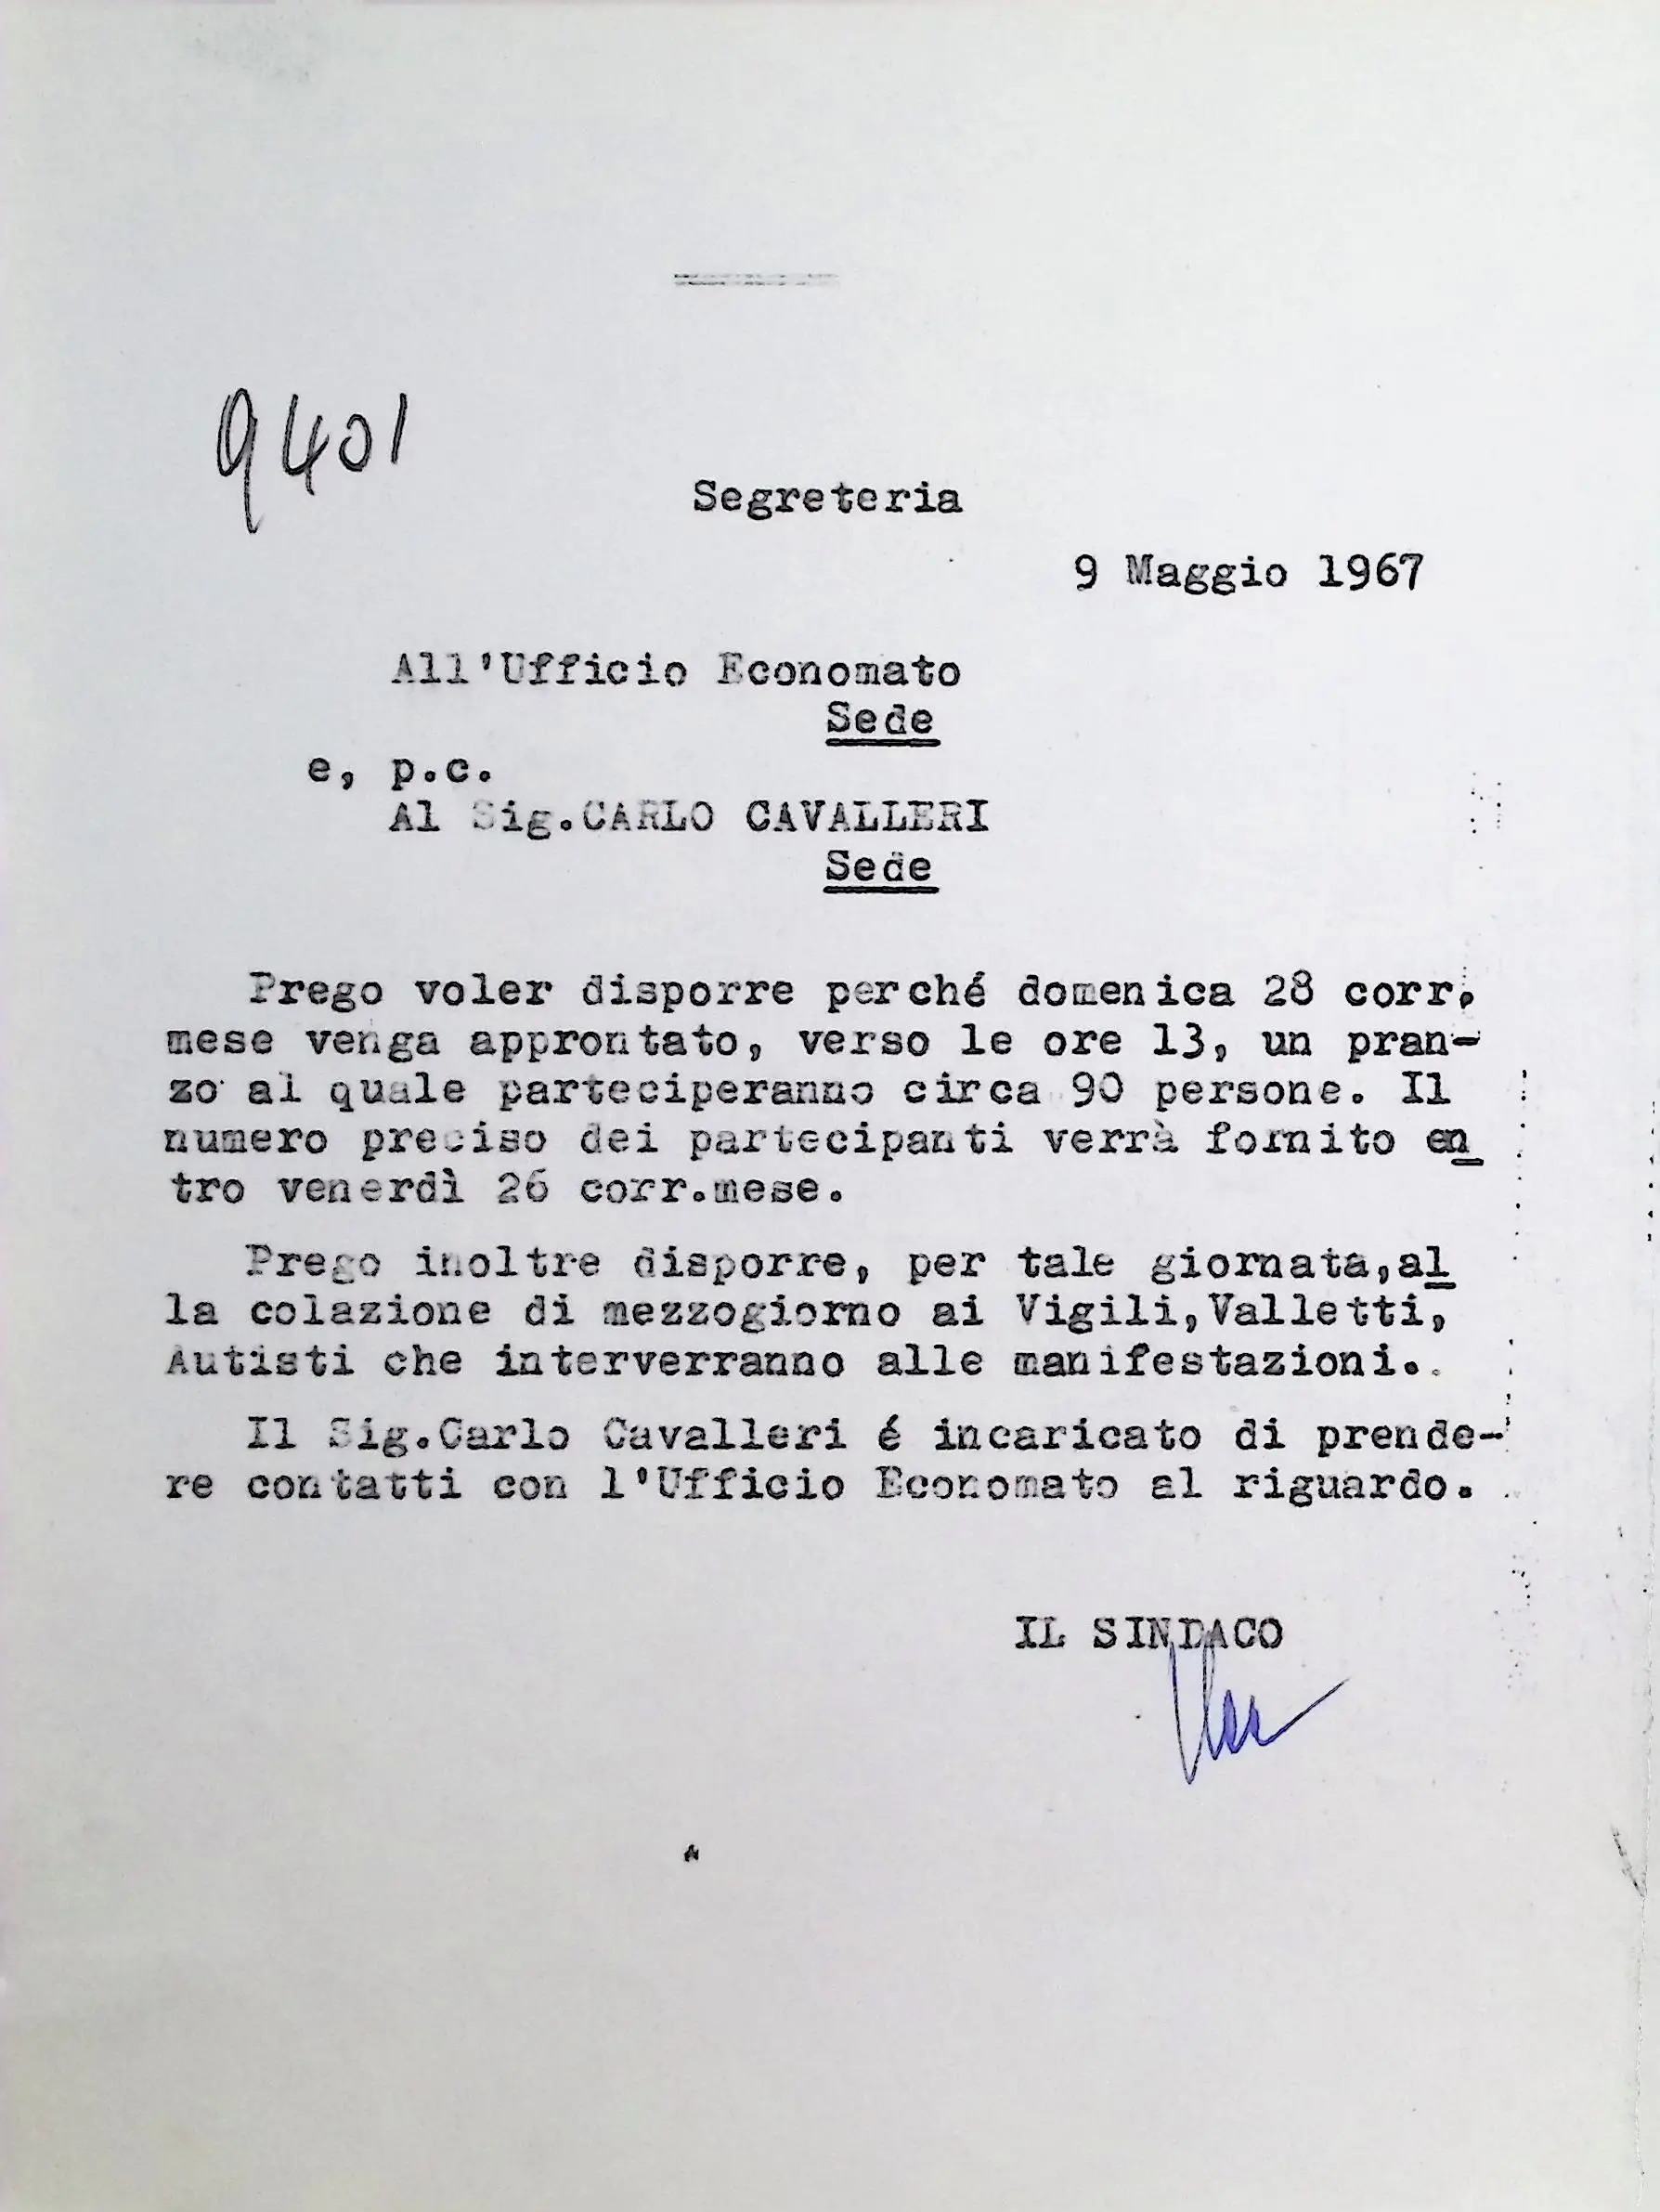 9401
Segreteria
9 Maggio 1967
All'Ufficio Economato
Sede
e, p.c.
Al Sig.CARLO CAVALLERI
Sede
Prego voler disporre perché domenica 28 corr.
mese venga approntato, verso le ore 13, un pran-
zo al quale parteciperanno circa 90 persone. Il
numero preciso dei partecipanti verrà fornito en
tro venerdì 26 corr.mese.
Prego inoltre disporre, per tale giornata,al
la colazione di mezzogiorno ai Vigili,Valletti,
Autisti che interverranno alle manifestazioni.
Il Sig.Carlo Cavalleri é incaricato di prende-
re contatti con l'Ufficio Economato al riguardo.
IL SINDACO